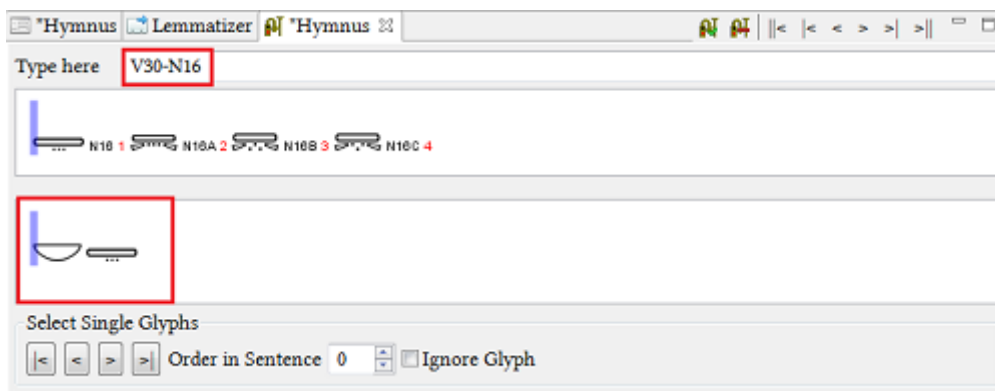 *Hymnus Lemmatizer *Hymnus ||< |< < > >| >||
Type here V30-N16
N16 1 N16A 2 N16B 3 N16C 4
Select Single Glyphs
|< < > >| Order in Sentence 0 Ignore Glyph